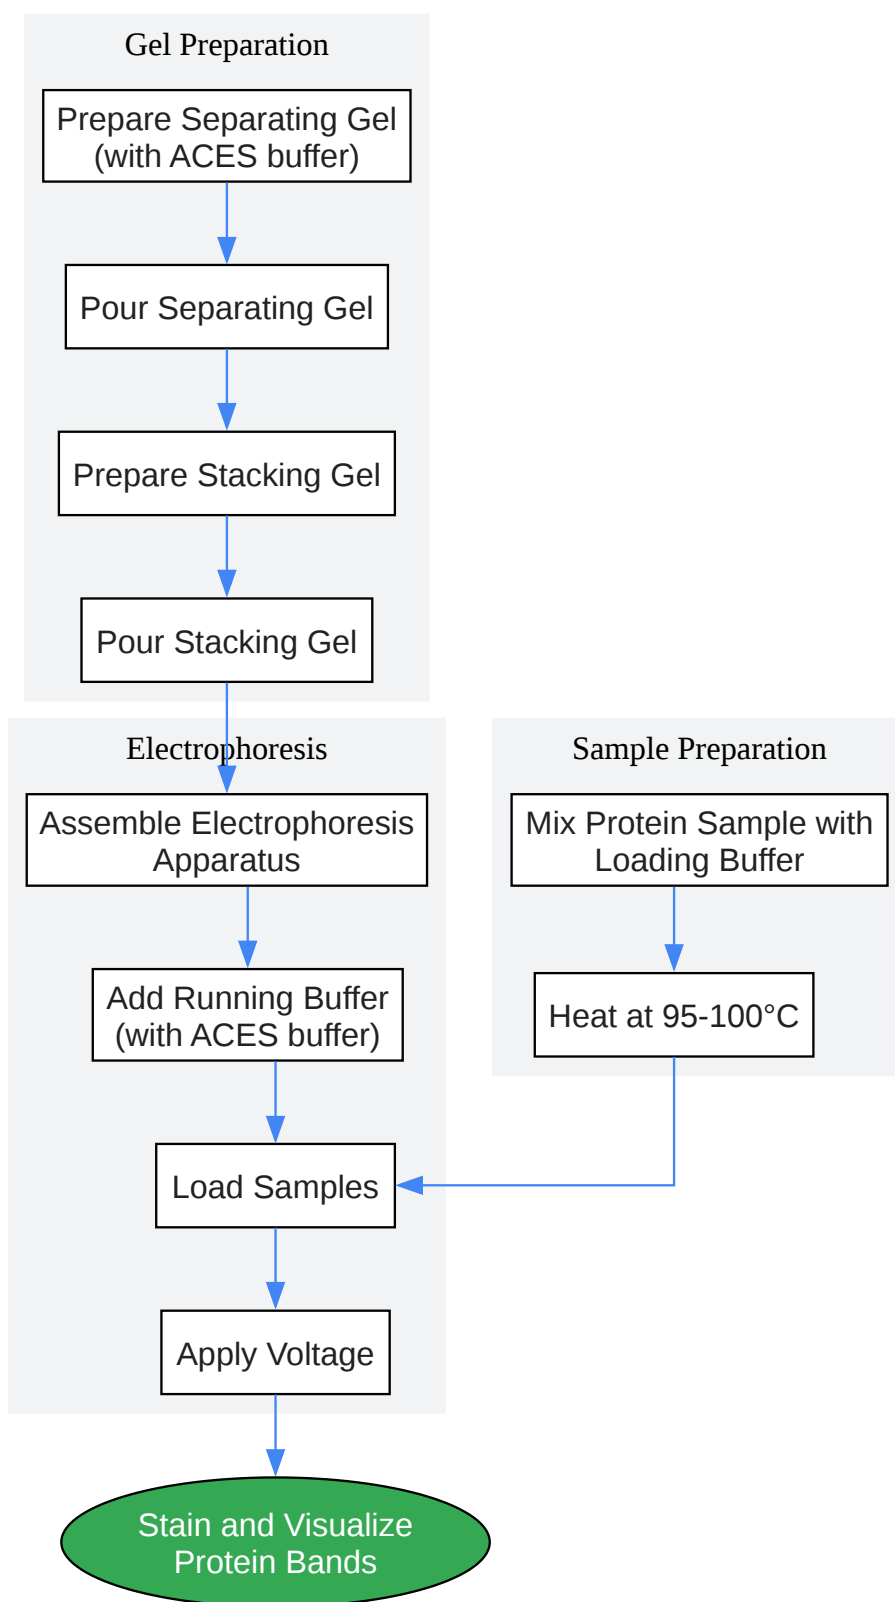 Gel Preparation
Prepare Separating Gel
(with ACES buffer)
Pour Separating Gel
Prepare Stacking Gel
Pour Stacking Gel
Electrophoresis
Assemble Electrophoresis
Apparatus
Add Running Buffer
(with ACES buffer)
Load Samples
Apply Voltage
Sample Preparation
Mix Protein Sample with
Loading Buffer
Heat at 95-100°C
Stain and Visualize
Protein Bands